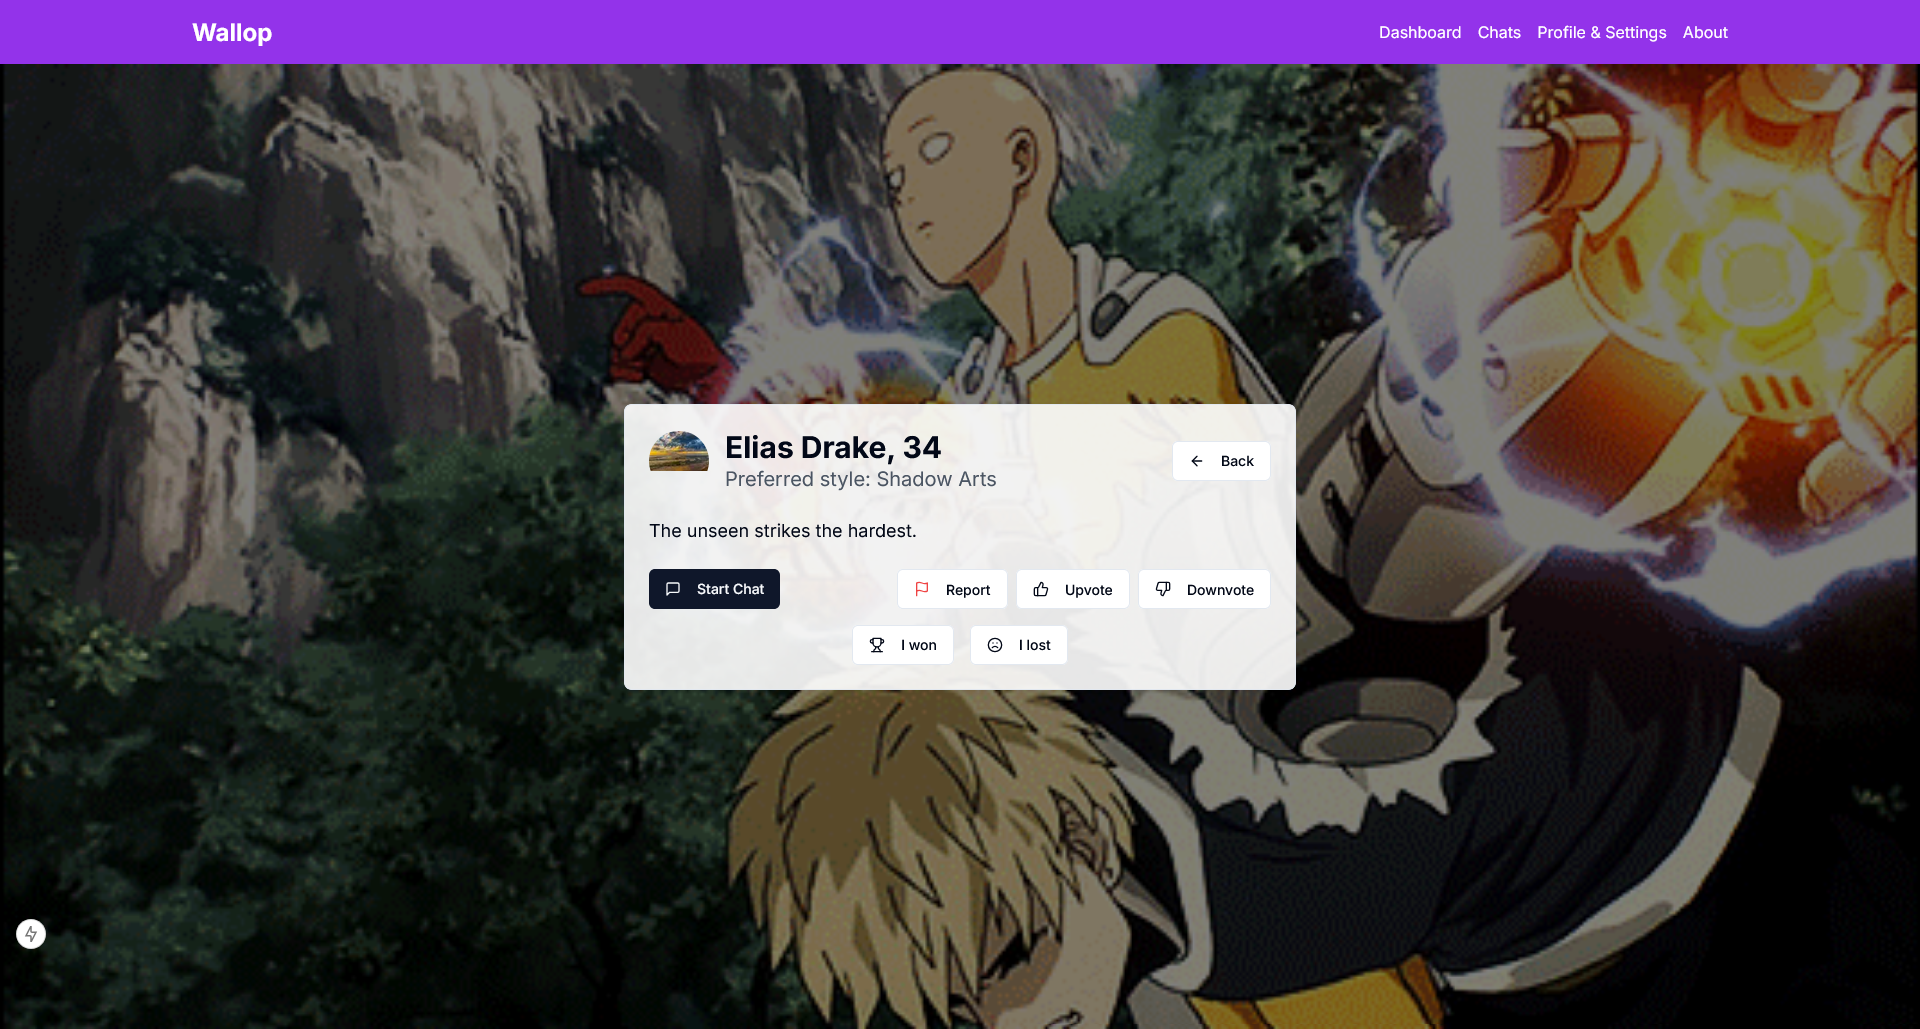 Wallop
Dashboard Chats Profile & Settings About
Elias Drake, 34
Preferred style: Shadow Arts
Back
The unseen strikes the hardest.
Start Chat
Report
Upvote
Downvote
I won
I lost